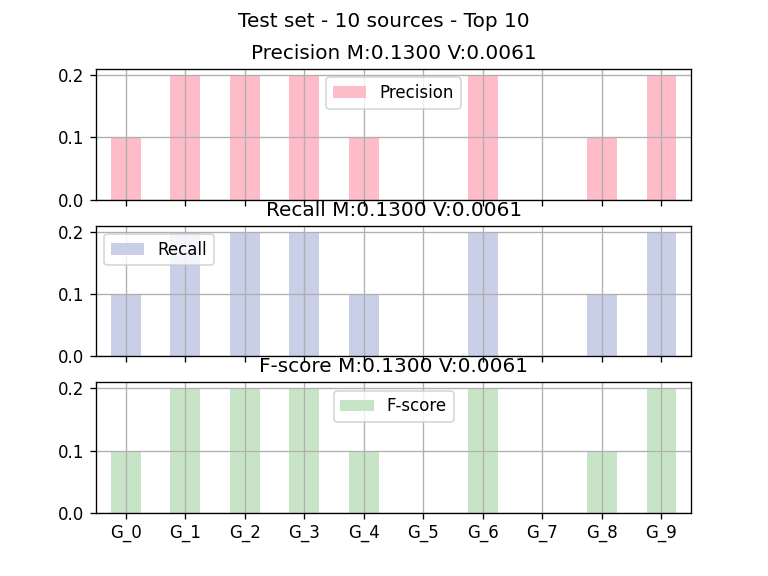 Test set - 10 sources - Top 10
Precision M:0.1300 V:0.0061
0.2
Precision
0.1
0.0
Recall M:0.1300 V:0.0061
0.2
Recall
0.1
0.0
F-score M:0.1300 V:0.0061
0.2
F-score
0.1
0.0
G_0 G_1 G_2 G_3 G_4 G_5 G_6 G_7 G_8 G_9